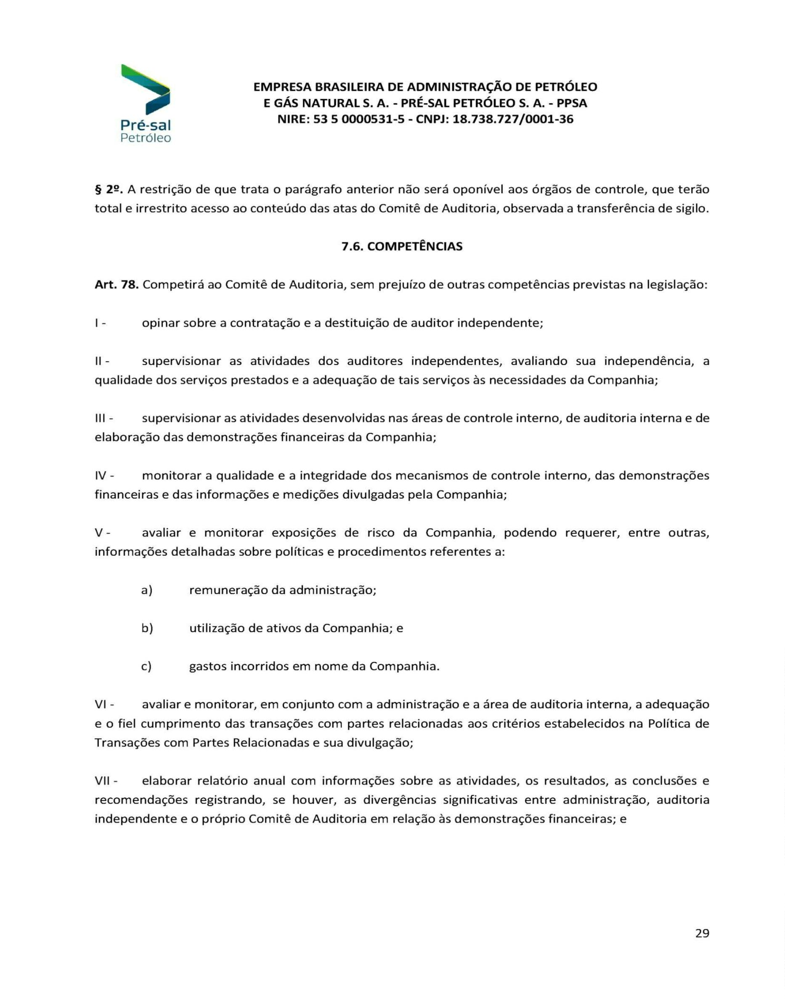 Pré-sal
Petróleo
EMPRESA BRASILEIRA DE ADMINISTRAÇÃO DE PETRÓLEO
E GÁS NATURAL S. A. - PRÉ-SAL PETRÓLEO S. A. - PPSA
NIRE: 53 5 0000531-5 - CNPJ: 18.738.727/0001-36
§ 2º. A restrição de que trata o parágrafo anterior não será oponível aos órgãos de controle, que terão
total e irrestrito acesso ao conteúdo das atas do Comitê de Auditoria, observada a transferência de sigilo.
7.6. COMPETÊNCIAS
Art. 78. Competirá ao Comitê de Auditoria, sem prejuízo de outras competências previstas na legislação:
I - opinar sobre a contratação e a destituição de auditor independente;
II - supervisionar as atividades dos auditores independentes, avaliando sua independência, a
qualidade dos serviços prestados e a adequação de tais serviços às necessidades da Companhia;
III - supervisionar as atividades desenvolvidas nas áreas de controle interno, de auditoria interna e de
elaboração das demonstrações financeiras da Companhia;
IV - monitorar a qualidade e a integridade dos mecanismos de controle interno, das demonstrações
financeiras e das informações e medições divulgadas pela Companhia;
V - avaliar e monitorar exposições de risco da Companhia, podendo requerer, entre outras,
informações detalhadas sobre políticas e procedimentos referentes a:
a) remuneração da administração;
b) utilização de ativos da Companhia; e
c) gastos incorridos em nome da Companhia.
VI - avaliar e monitorar, em conjunto com a administração e a área de auditoria interna, a adequação
e o fiel cumprimento das transações com partes relacionadas aos critérios estabelecidos na Política de
Transações com Partes Relacionadas e sua divulgação;
VII - elaborar relatório anual com informações sobre as atividades, os resultados, as conclusões e
recomendações registrando, se houver, as divergências significativas entre administração, auditoria
independente e o próprio Comitê de Auditoria em relação às demonstrações financeiras; e
29